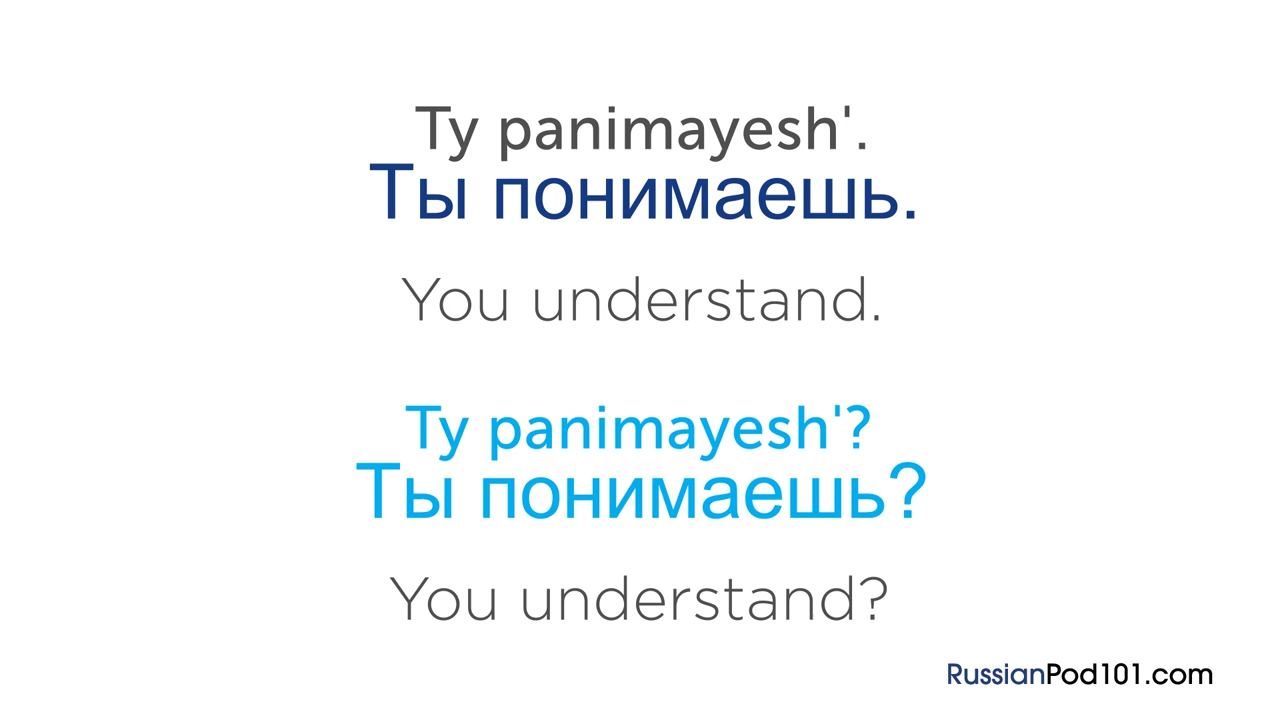 Ty panimayesh'.
Ты понимаешь.
You understand.
Ty panimayesh'?
Ты понимаешь?
You understand?
RussianPod101.com